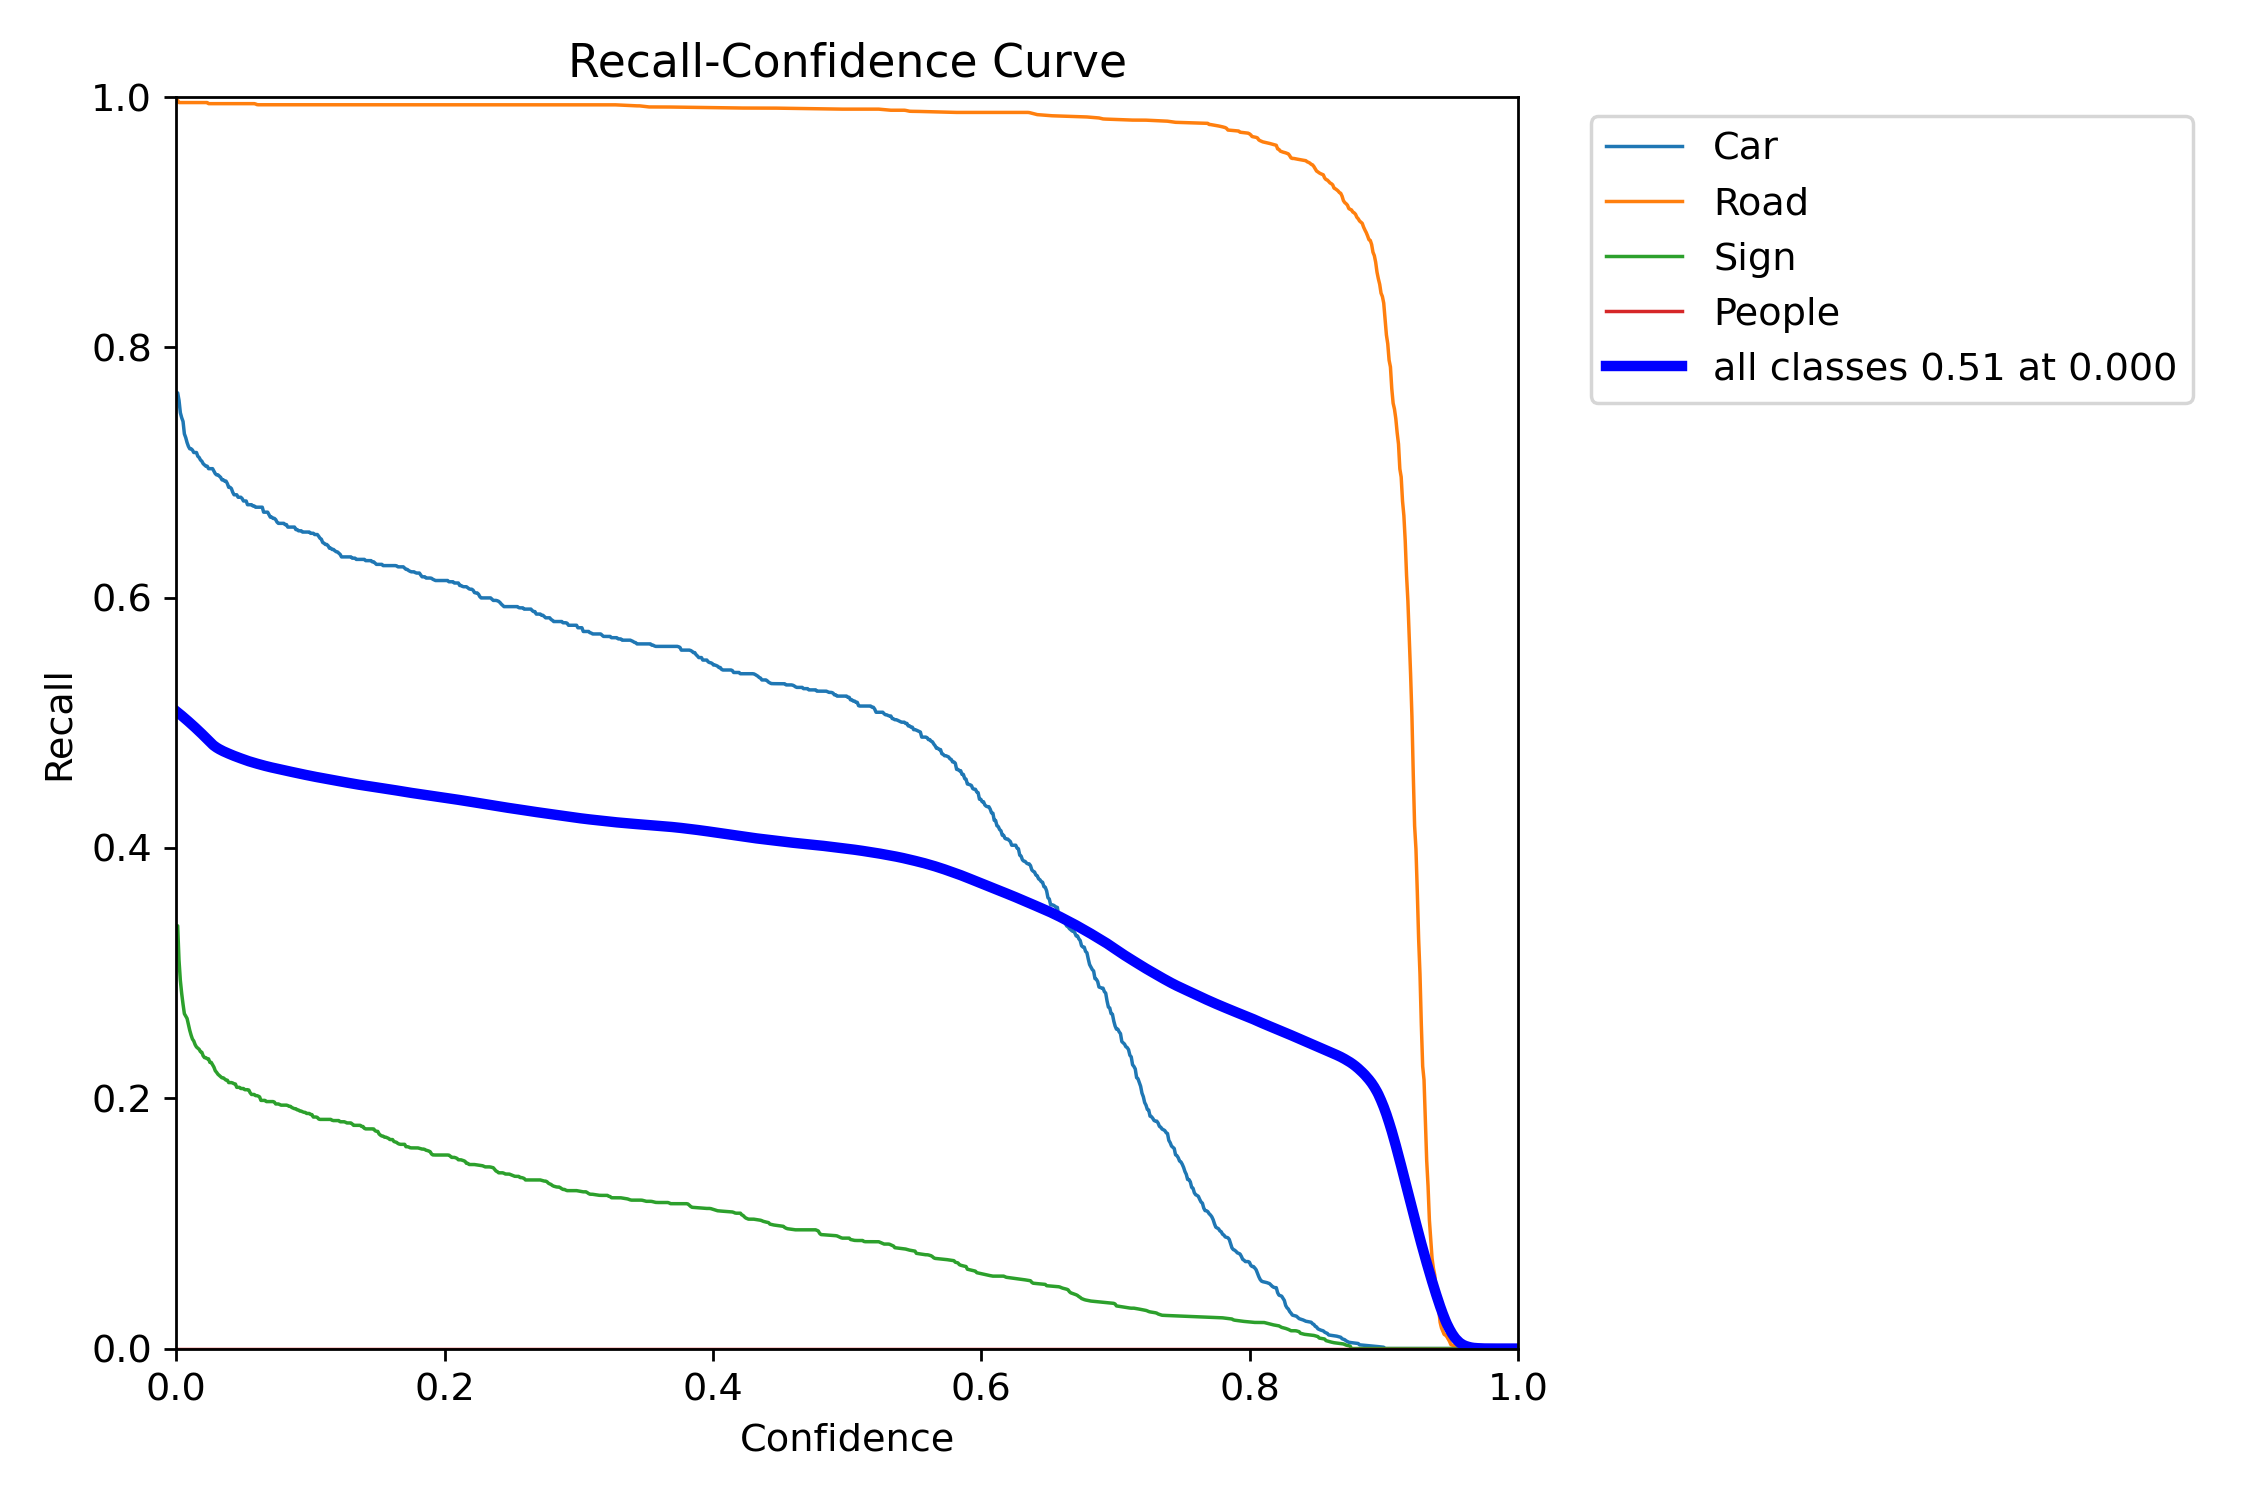 Recall-Confidence Curve
1.0
0.8
0.6
0.4
0.2
0.0
Recall
0.0 0.2 0.4 0.6 0.8 1.0
Confidence
Car
Road
Sign
People
all classes 0.51 at 0.000